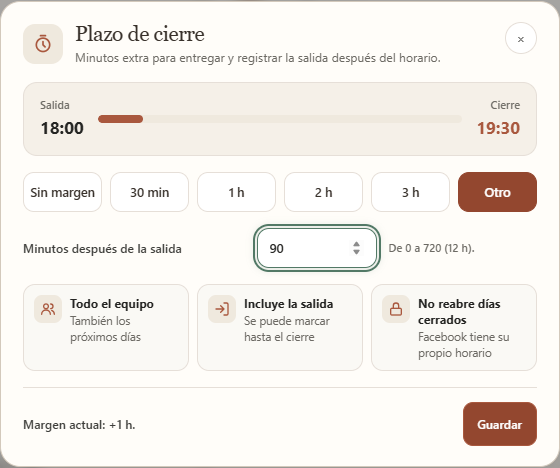 Plazo de cierre
Minutos extra para entregar y registrar la salida después del horario.
×
Salida
Cierre
18:00
19:30
Sin margen
30 min
1 h
2 h
3 h
Otro
Minutos después de la salida
90
De 0 a 720 (12 h).
Todo el equipo
También los
próximos días
Incluye la salida
Se puede marcar
hasta el cierre
No reabre días
cerrados
Facebook tiene su
propio horario
Margen actual: +1 h.
Guardar